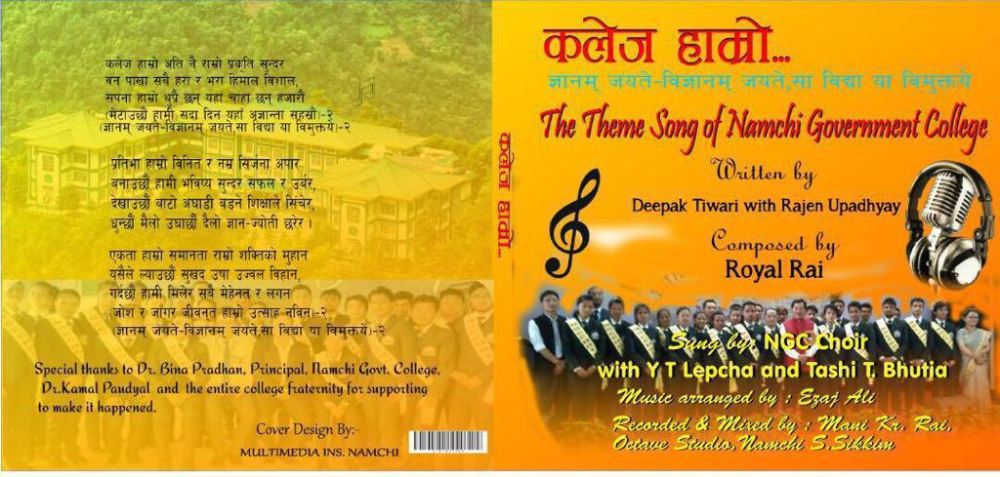 कलेज हाम्रो अति नै राम्रो प्रकृति सुन्दर
वन पाखा सबै हरा र भरा हिमाल विशाल,
सपना हाम्रो थुप्रै छन् यहाँ चाहा छन् हजारौ
(मैटाउछौ हामी सदा दिन यहाँ अज्ञान्ता सहस्रौ)-२
(ज्ञानम् जयते-विज्ञानम् जयते,सा विद्या या विमुक्तये)-२
प्रतिभा हाम्रो विनित र नम्र सिर्जना अपार
बनाउछौ हामी भविष्य सुन्दर सफल र उर्वर,
देखाउछौ बाटो अघाडी बड्ने शिक्षाले सिंचेर,
थुन्छौ मैलो उघार्छौ दैलो ज्ञान-ज्योती छरेर ।
एकता हाम्रो समानता राम्रो शक्तिको मुहान
यसैले ल्याउछौ सुखद उषा उज्वल विहान,
गर्दछौ हामी मिलेर सबै मेहेनत र लगन
(जोश र जाँगर जीवन्त हाम्रो उत्साह नविन)-२
(ज्ञानम् जयते-विज्ञानम् जयते,सा विद्या या विमुक्तये)-२
Special thanks to Dr. Bina Pradhan, Principal, Namchi Govt. College,
Dr.Kamal Paudyal and the entire college fraternity for supporting
to make it happened.
Cover Design By:-
MULTIMEDIA INS. NAMCHI
कलेज हाम्रो...
कलेज हाम्रो...
ज्ञानम् जयते-विज्ञानम् जयते,सा विद्या या विमुक्तये
The Theme Song of Namchi Government College
Written by
Deepak Tiwari with Rajen Upadhyay
Composed by
Royal Rai
Sung by: NGC Choir
with Y T Lepcha and Tashi T. Bhutia
Music arranged by : Ezaj Ali
Recorded & Mixed by : Mani Kr. Rai,
Octave Studio,Namchi S.Sikkim